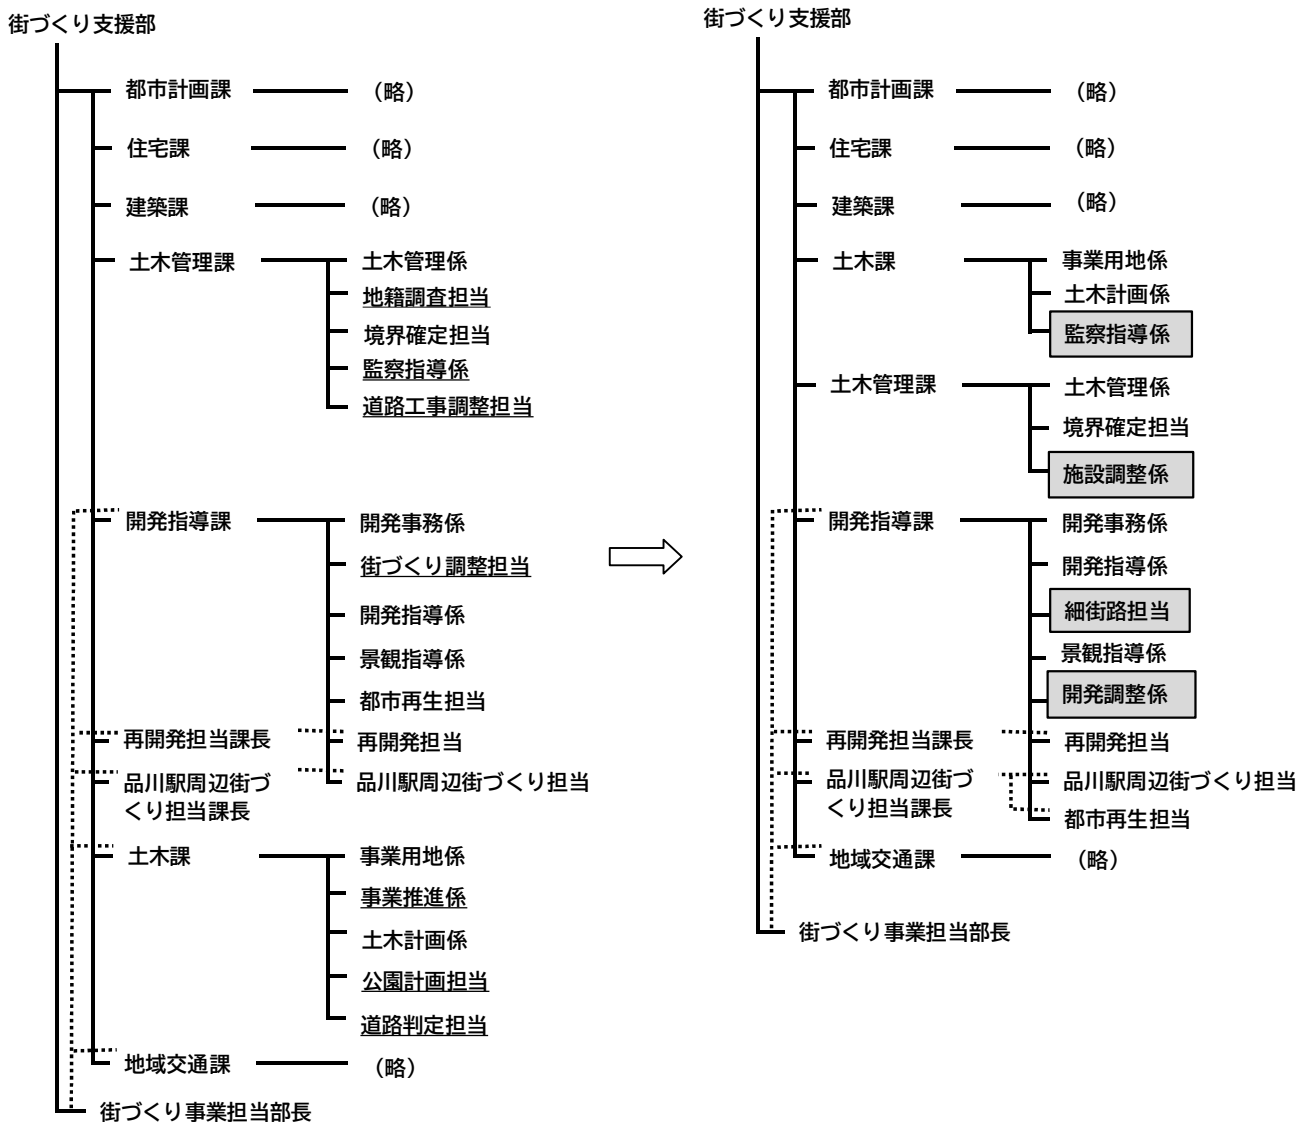 街づくり支援部
都市計画課
（略）
住宅課
（略）
建築課
（略）
土木管理課
土木管理係
地籍調査担当
境界確定担当
監察指導係
道路工事調整担当
開発指導課
開発事務係
街づくり調整担当
開発指導係
景観指導係
都市再生担当
再開発担当課長
再開発担当
品川駅周辺街づ
くり担当課長
品川駅周辺街づくり担当
土木課
事業用地係
事業推進係
土木計画係
公園計画担当
道路判定担当
地域交通課
（略）
街づくり事業担当部長
街づくり支援部
都市計画課
（略）
住宅課
（略）
建築課
（略）
土木課
事業用地係
土木計画係
監察指導係
土木管理課
土木管理係
境界確定担当
施設調整係
開発指導課
開発事務係
開発指導係
細街路担当
景観指導係
開発調整係
再開発担当課長
再開発担当
品川駅周辺街づ
くり担当課長
品川駅周辺街づくり担当
都市再生担当
地域交通課
（略）
街づくり事業担当部長